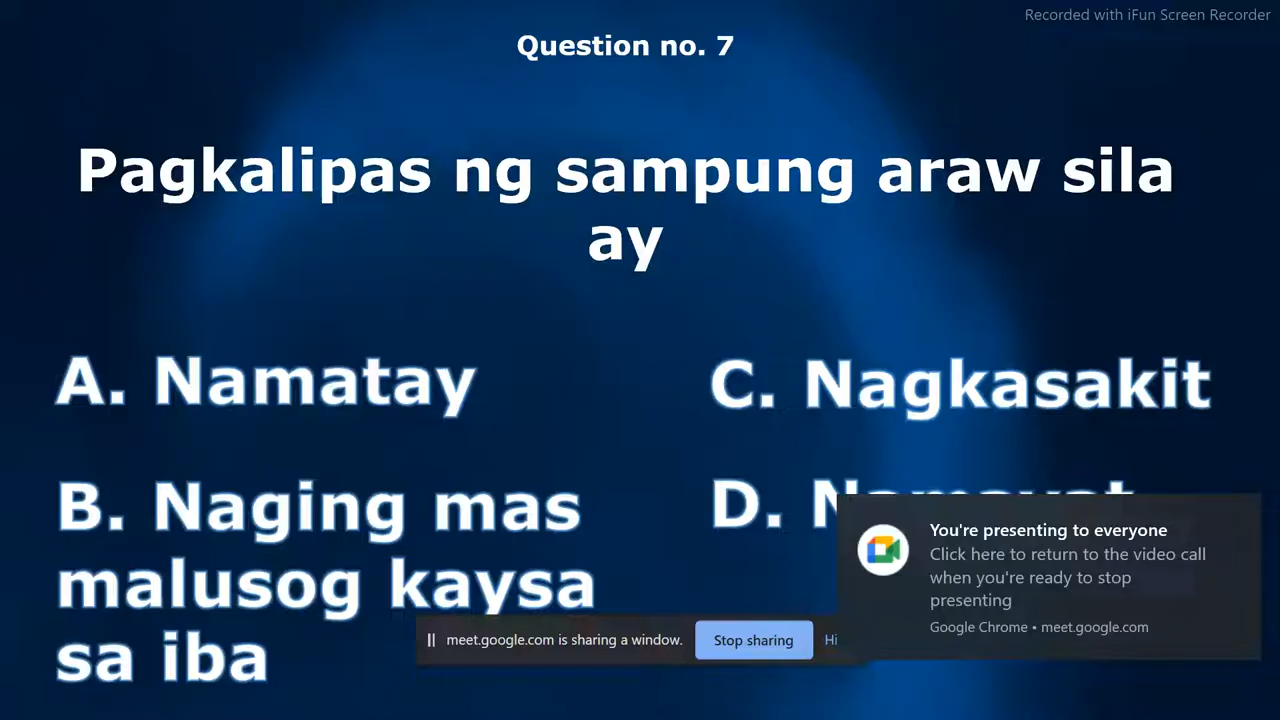 Recorded with iFun Screen Recorder
Question no. 7
Pagkalipas ng sampung araw sila
ay
A. Namatay
C. Nagkasakit
B. Naging mas
malusog kaysa
sa iba
D.
You're presenting to everyone
Click here to return to the video call
when you're ready to stop
presenting
Google Chrome • meet.google.com
meet.google.com is sharing a window.
Stop sharing